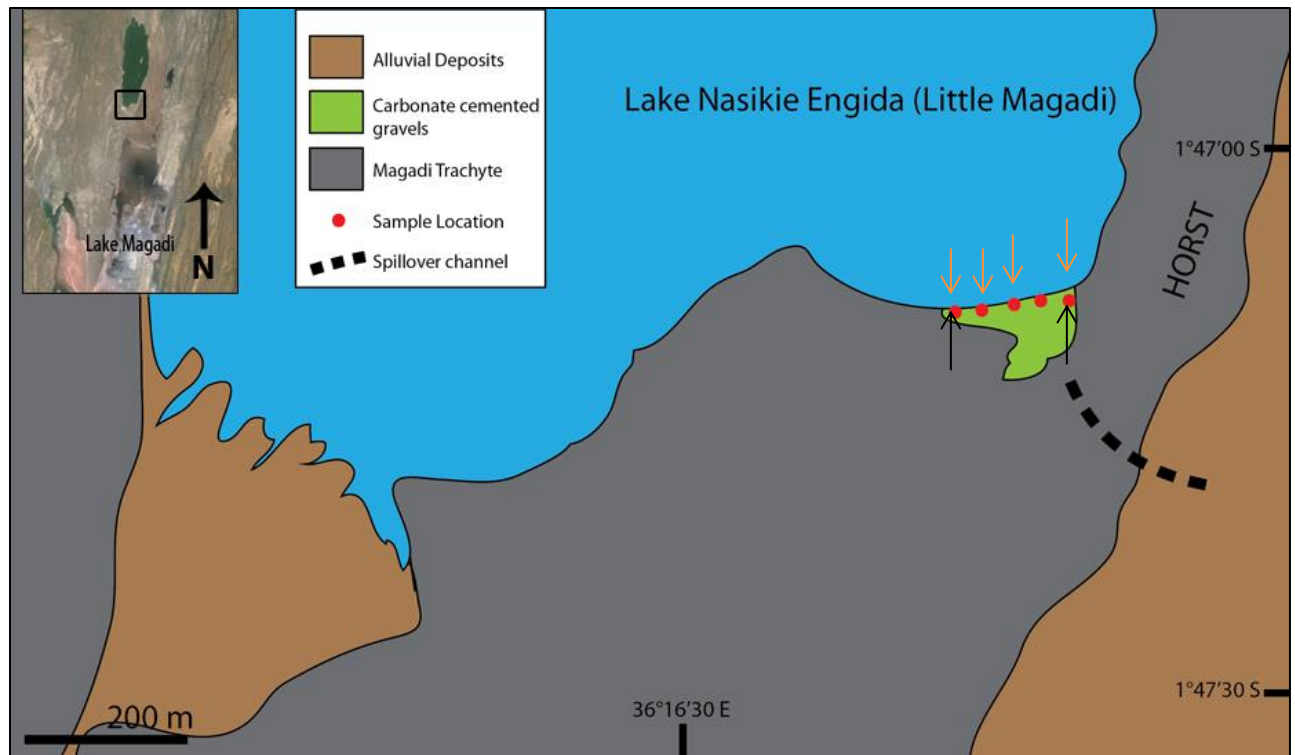 Lake Magadi
N
Alluvial Deposits
Carbonate cemented
gravels
Magadi Trachyte
Sample Location
Spillover channel
Lake Nasikie Engida (Little Magadi)
1°47'00 S
HORST
1°47'30 S
36°16'30 E
200 m